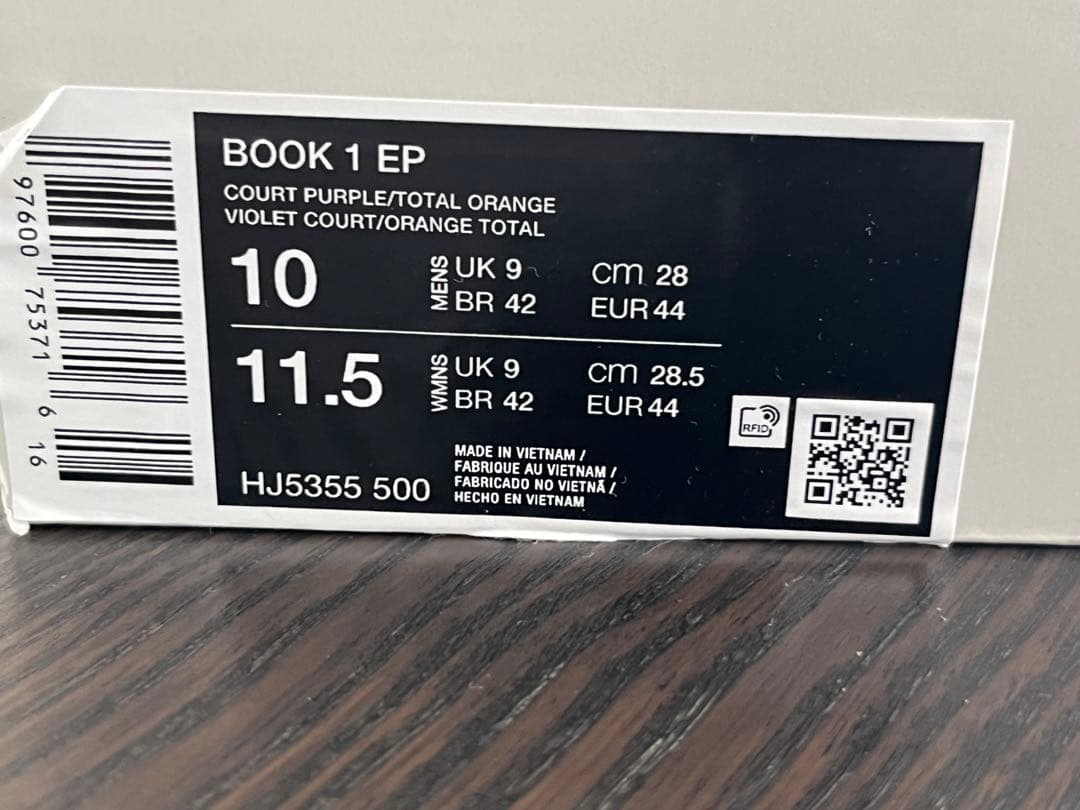 BOOK 1 EP
COURT PURPLE/TOTAL ORANGE
VIOLET COURT/ORANGE TOTAL
10 MENS UK 9 cm 28
BR 42 EUR 44
11.5 WMNS UK 9 cm 28.5
BR 42 EUR 44
RFID
MADE IN VIETNAM /
FABRIQUE AU VIETNAM /
FABRICADO NO VIETNÃ /
HECHO EN VIETNAM
HJ5355 500
97600 75371 6 16